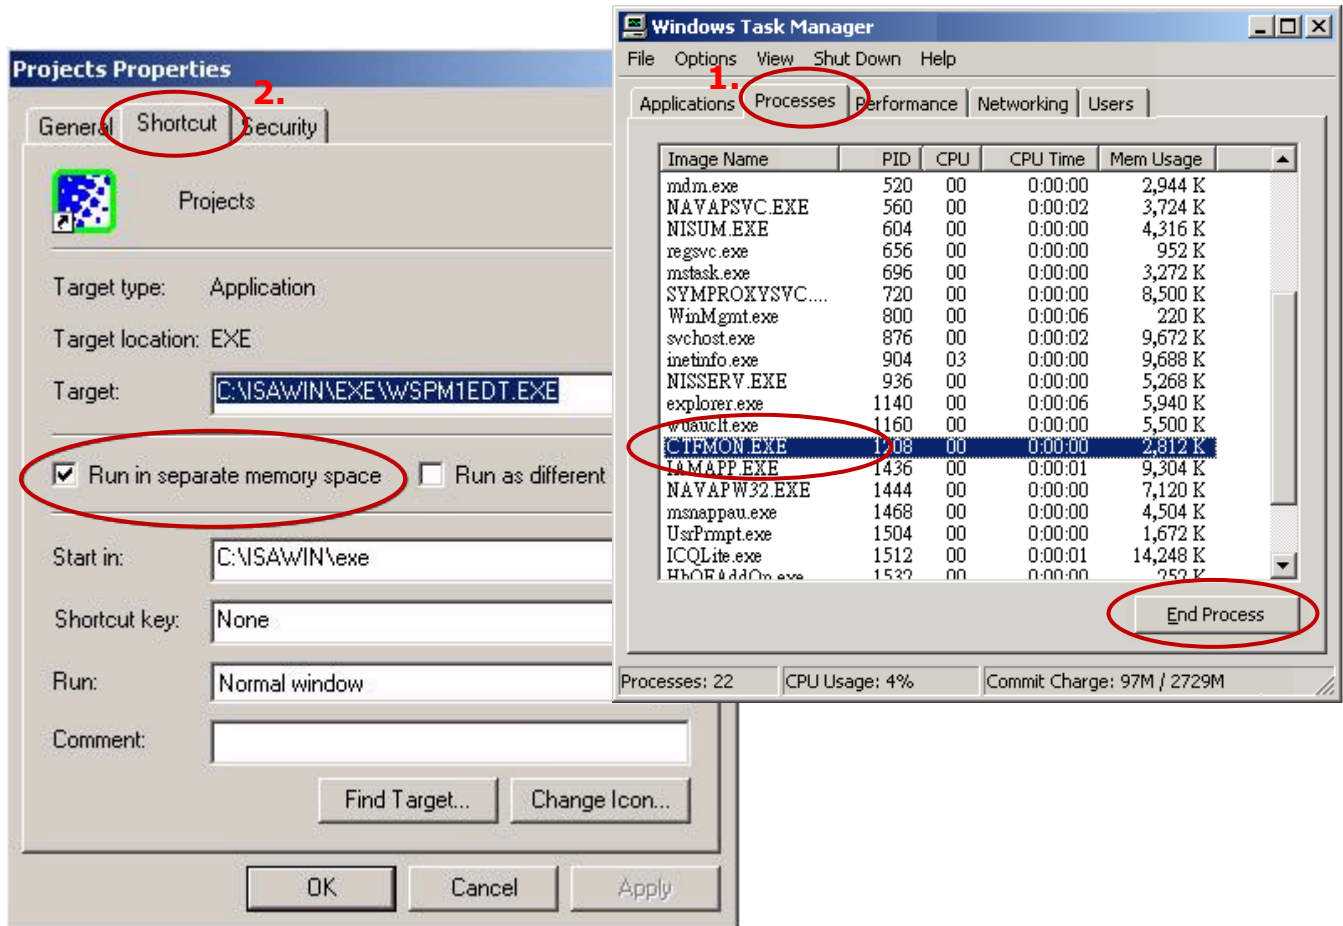 Projects Properties
2.
General Shortcut Security
Projects
Target type: Application
Target location: EXE
Target: C:\ISAWIN\EXE\WSPM1EDT.EXE
Run in separate memory space Run as different
Start in: C:\ISAWIN\exe
Shortcut key: None
Run: Normal window
Comment:
Find Target... Change Icon...
OK Cancel Apply
Windows Task Manager
File Options View Shut Down Help
1.
Applications Processes Performance Networking Users
Image Name PID CPU CPU Time Mem Usage
mdm.exe 520 00 0:00:00 2,944 K
NAVAPSVC.EXE 560 00 0:00:02 3,724 K
NISUM.EXE 604 00 0:00:00 4,316 K
regsvc.exe 656 00 0:00:00 952 K
mstask.exe 696 00 0:00:00 3,272 K
SYMPROXYSVC.... 720 00 0:00:00 8,500 K
WinMgmt.exe 800 00 0:00:06 220 K
svchost.exe 876 00 0:00:02 9,672 K
inetinfo.exe 904 03 0:00:00 9,688 K
NISSERV.EXE 936 00 0:00:00 5,268 K
explorer.exe 1140 00 0:00:06 5,940 K
wuauclt.exe 1160 00 0:00:00 5,500 K
CTFMON.EXE 1208 00 0:00:00 2,812 K
IAMAPP.EXE 1436 00 0:00:01 9,304 K
NAVAPW32.EXE 1444 00 0:00:00 7,120 K
msnappau.exe 1468 00 0:00:00 4,504 K
UsrPrmpt.exe 1504 00 0:00:00 1,672 K
ICQLite.exe 1512 00 0:00:01 14,248 K
HbOEAddOn.exe 1532 00 0:00:00 252 K
End Process
Processes: 22 CPU Usage: 4% Commit Charge: 97M / 2729M